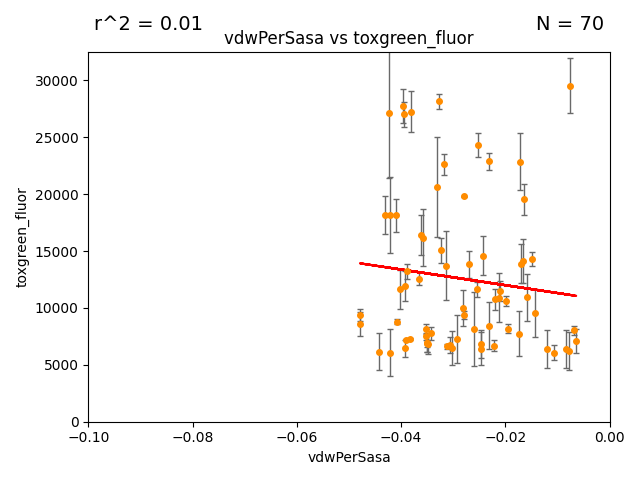 r^2 = 0.01
N = 70
vdwPerSasa vs toxgreen_fluor
30000
25000
20000
15000
10000
5000
0
toxgreen_fluor
−0.10
−0.08
−0.06
−0.04
−0.02
0.00
vdwPerSasa